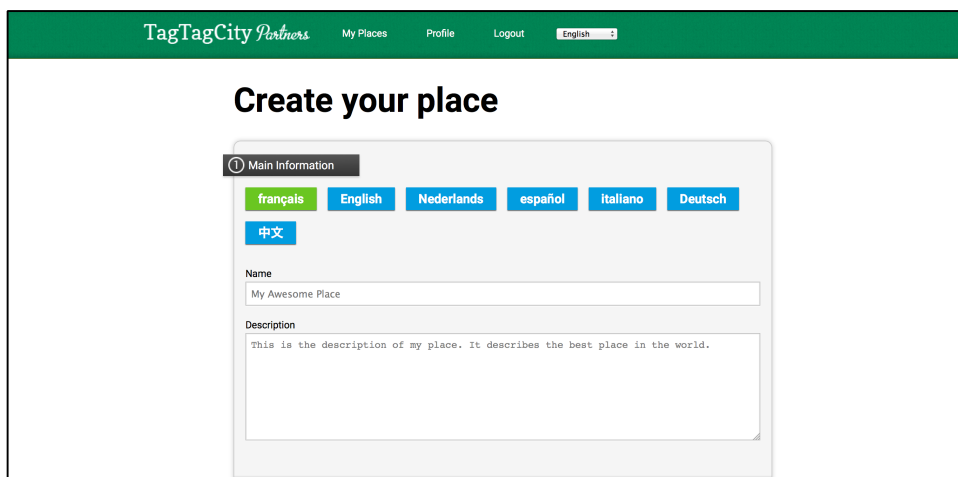 TagTagCity Partners My Places Profile Logout English
Create your place
1 Main Information
français English Nederlands español italiano Deutsch
中文
Name
My Awesome Place
Description
This is the description of my place. It describes the best place in the world.